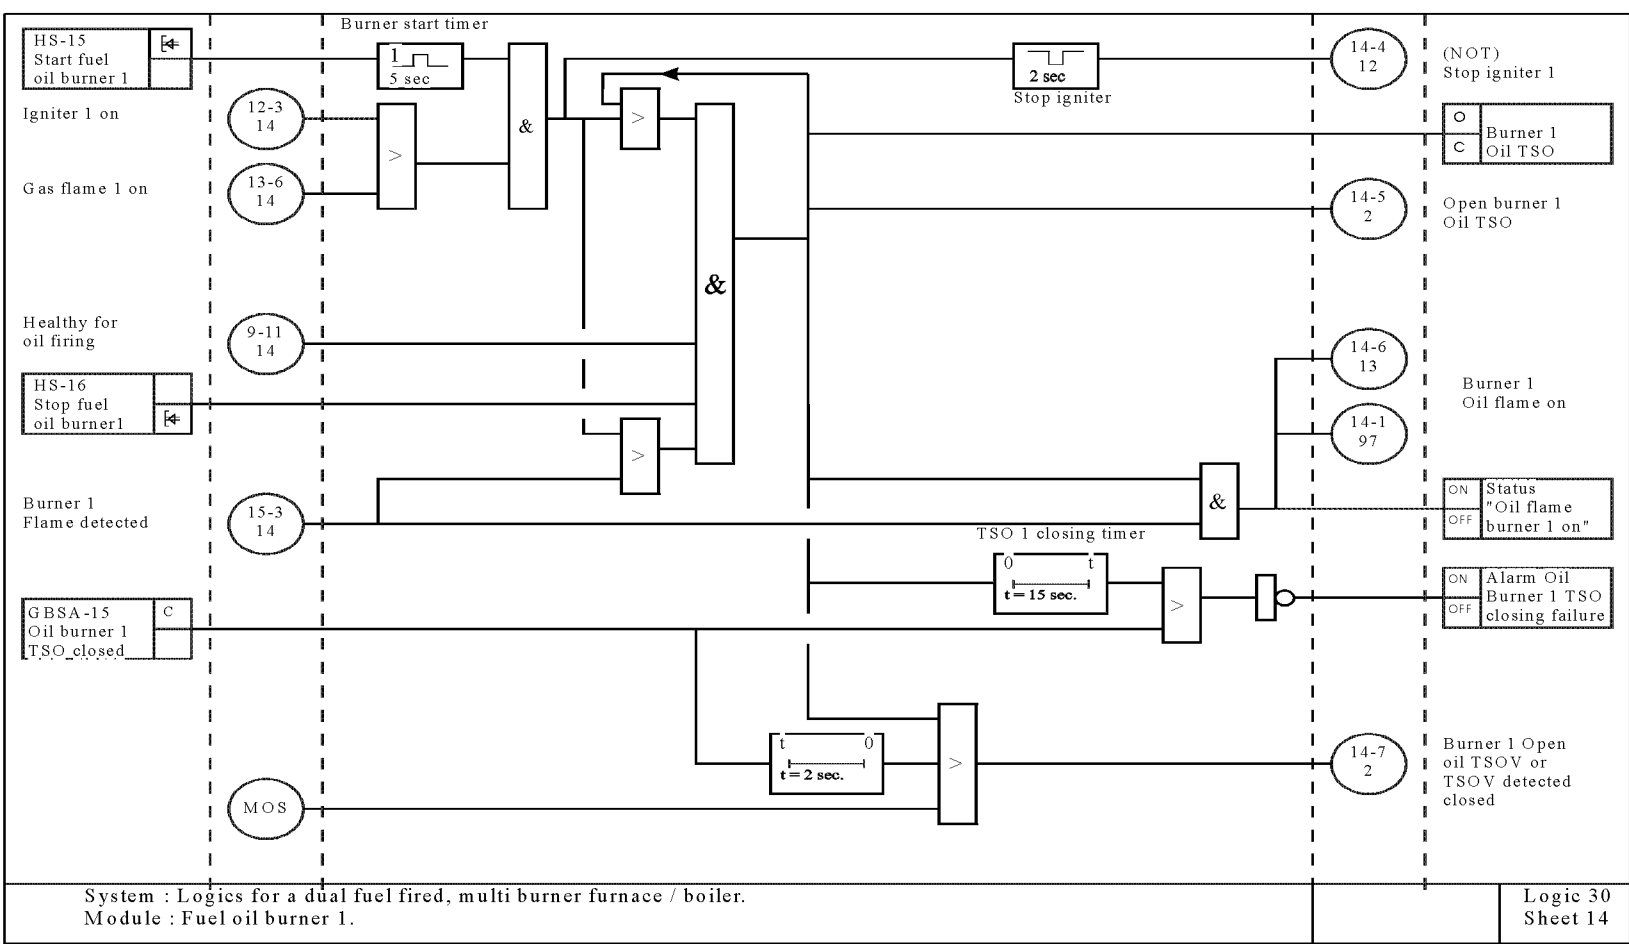 Burner start timer
HS-15
Start fuel
oil burner 1
1
5 sec
2 sec
Stop igniter
14-4
12
(NOT)
Stop igniter 1
Igniter 1 on
12-3
14
>
&
>
O
C
Burner 1
Oil TSO
Gas flame 1 on
13-6
14
14-5
2
Open burner 1
Oil TSO
&
Healthy for
oil firing
9-11
14
14-6
13
Burner 1
Oil flame on
HS-16
Stop fuel
oil burner1
14-1
97
>
Burner 1
Flame detected
15-3
14
&
ON
OFF
Status
"Oil flame
burner 1 on"
TSO 1 closing timer
0 t
t = 15 sec.
>
ON
OFF
Alarm Oil
Burner 1 TSO
closing failure
GBSA-15
Oil burner 1
TSO closed
C
t 0
t = 2 sec.
>
14-7
2
Burner 1 Open
oil TSOV or
TSOV detected
closed
MOS
System : Logics for a dual fuel fired, multi burner furnace / boiler.
Module : Fuel oil burner 1.
Logic 30
Sheet 14